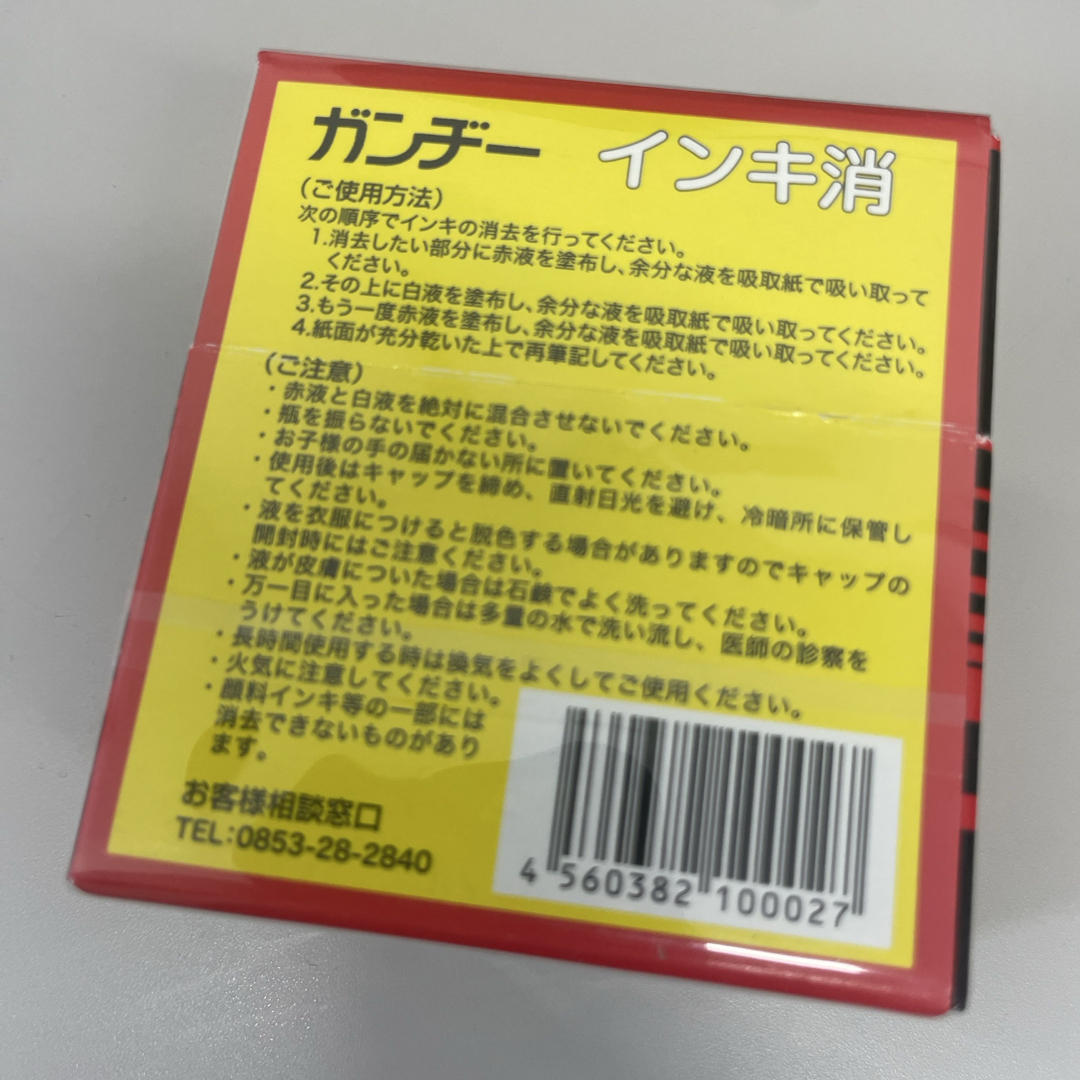 ガンヂー インキ消
(ご使用方法)
次の順序でインキの消去を行ってください。
1.消去したい部分に赤液を塗布し、余分な液を吸取紙で吸い取って
ください。
2.その上に白液を塗布し、余分な液を吸取紙で吸い取ってください。
3.もう一度赤液を塗布し、余分な液を吸取紙で吸い取ってください。
4.紙面が充分乾いた上で再筆記してください。
(ご注意)
・赤液と白液を絶対に混合させないでください。
・瓶を振らないでください。
・お子様の手の届かない所に置いてください。
・使用後はキャップを締め、直射日光を避け、冷暗所に保管し
てください。
・液を衣服につけると脱色する場合がありますのでキャップの
開封時にはご注意ください。
・液が皮膚についた場合は石鹸でよく洗ってください。
・万一目に入った場合は多量の水で洗い流し、医師の診察を
うけてください。
・長時間使用する時は換気をよくしてご使用ください。
・火気に注意してください。
・顔料インキ等の一部には
消去できないものがあり
ます。
お客様相談窓口
TEL:0853-28-2840
4 560382 100027